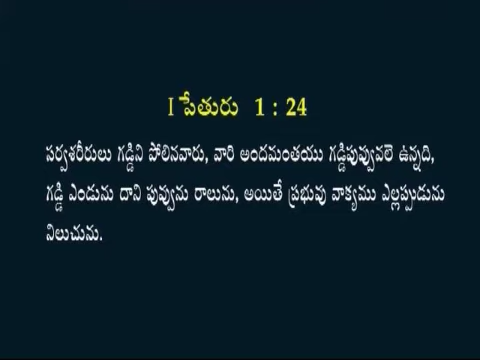 I పేతురు 1 : 24
సర్వశరీరులు గడ్డిని పోలినవారు, వారి అందమంతయు గడ్డిపువ్వువలె ఉన్నది,
గడ్డి ఎండును దాని పువ్వును రాలును, అయితే ప్రభువు వాక్యము ఎల్లప్పుడును
నిలుచును.